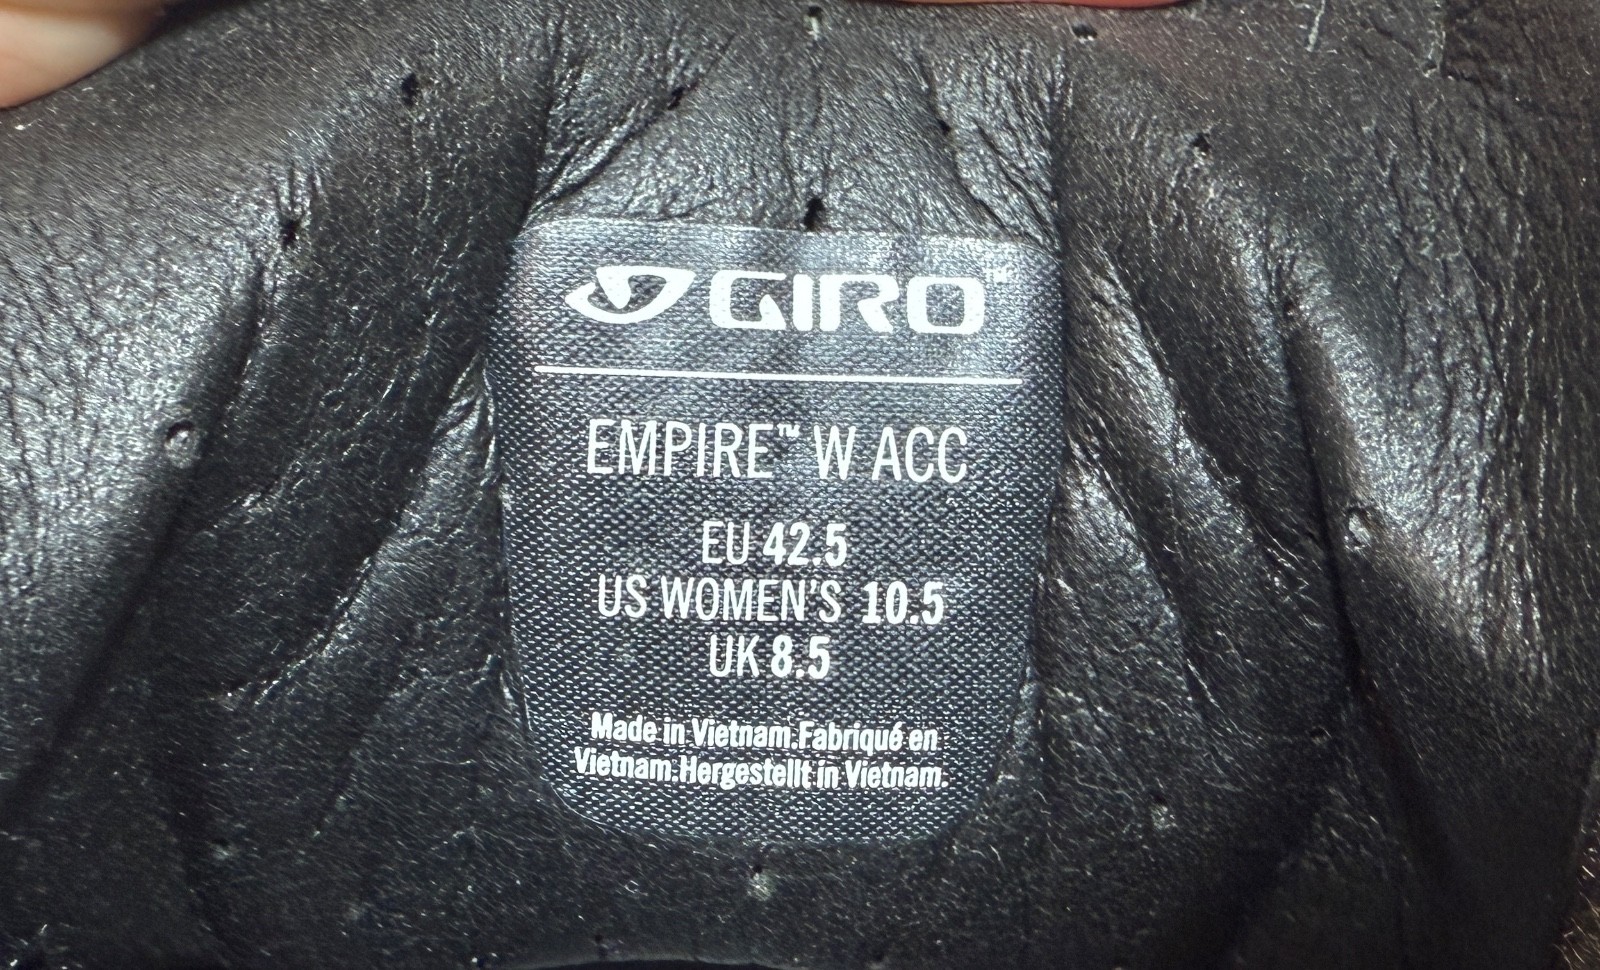 GIRO™
EMPIRE™ W ACC
EU 42.5
US WOMEN'S 10.5
UK 8.5
Made in Vietnam.Fabriqué en
Vietnam.Hergestellt in Vietnam.